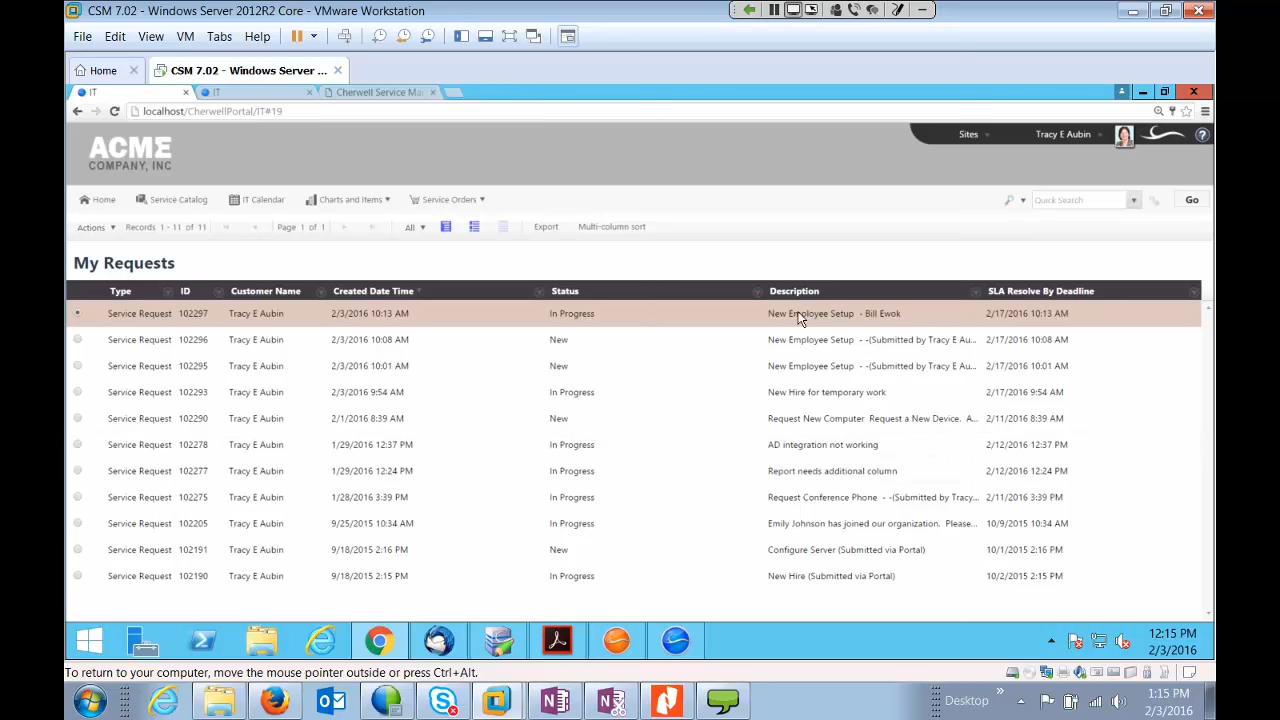 CSM 7.02 - Windows Server 2012R2 Core - VMware Workstation
File Edit View VM Tabs Help
Home CSM 7.02 - Windows Server ...
IT IT Cherwell Service Ma
localhost/CherwellPortal/IT#19
ACME
COMPANY, INC
Sites Tracy E Aubin
Home Service Catalog IT Calendar Charts and Items Service Orders Quick Search Go
Actions Records 1 - 11 of 11 Page 1 of 1 All Export Multi-column sort
My Requests
Type ID Customer Name Created Date Time Status Description SLA Resolve By Deadline
Service Request 102297 Tracy E Aubin 2/3/2016 10:13 AM In Progress New Employee Setup - Bill Ewok 2/17/2016 10:13 AM
Service Request 102296 Tracy E Aubin 2/3/2016 10:08 AM New New Employee Setup - -(Submitted by Tracy E Au... 2/17/2016 10:08 AM
Service Request 102295 Tracy E Aubin 2/3/2016 10:01 AM New New Employee Setup - -(Submitted by Tracy E Au... 2/17/2016 10:01 AM
Service Request 102293 Tracy E Aubin 2/3/2016 9:54 AM In Progress New Hire for temporary work 2/17/2016 9:54 AM
Service Request 102290 Tracy E Aubin 2/1/2016 8:39 AM New Request New Computer Request a New Device. A... 2/11/2016 8:39 AM
Service Request 102278 Tracy E Aubin 1/29/2016 12:37 PM In Progress AD integration not working 2/12/2016 12:37 PM
Service Request 102277 Tracy E Aubin 1/29/2016 12:24 PM In Progress Report needs additional column 2/12/2016 12:24 PM
Service Request 102275 Tracy E Aubin 1/28/2016 3:39 PM In Progress Request Conference Phone - -(Submitted by Tracy... 2/11/2016 3:39 PM
Service Request 102205 Tracy E Aubin 9/25/2015 10:34 AM In Progress Emily Johnson has joined our organization. Please... 10/9/2015 10:34 AM
Service Request 102191 Tracy E Aubin 9/18/2015 2:16 PM New Configure Server (Submitted via Portal) 10/1/2015 2:16 PM
Service Request 102190 Tracy E Aubin 9/18/2015 2:15 PM In Progress New Hire (Submitted via Portal) 10/2/2015 2:15 PM
12:15 PM
2/3/2016
To return to your computer, move the mouse pointer outside or press Ctrl+Alt.
Desktop
1:15 PM
2/3/2016